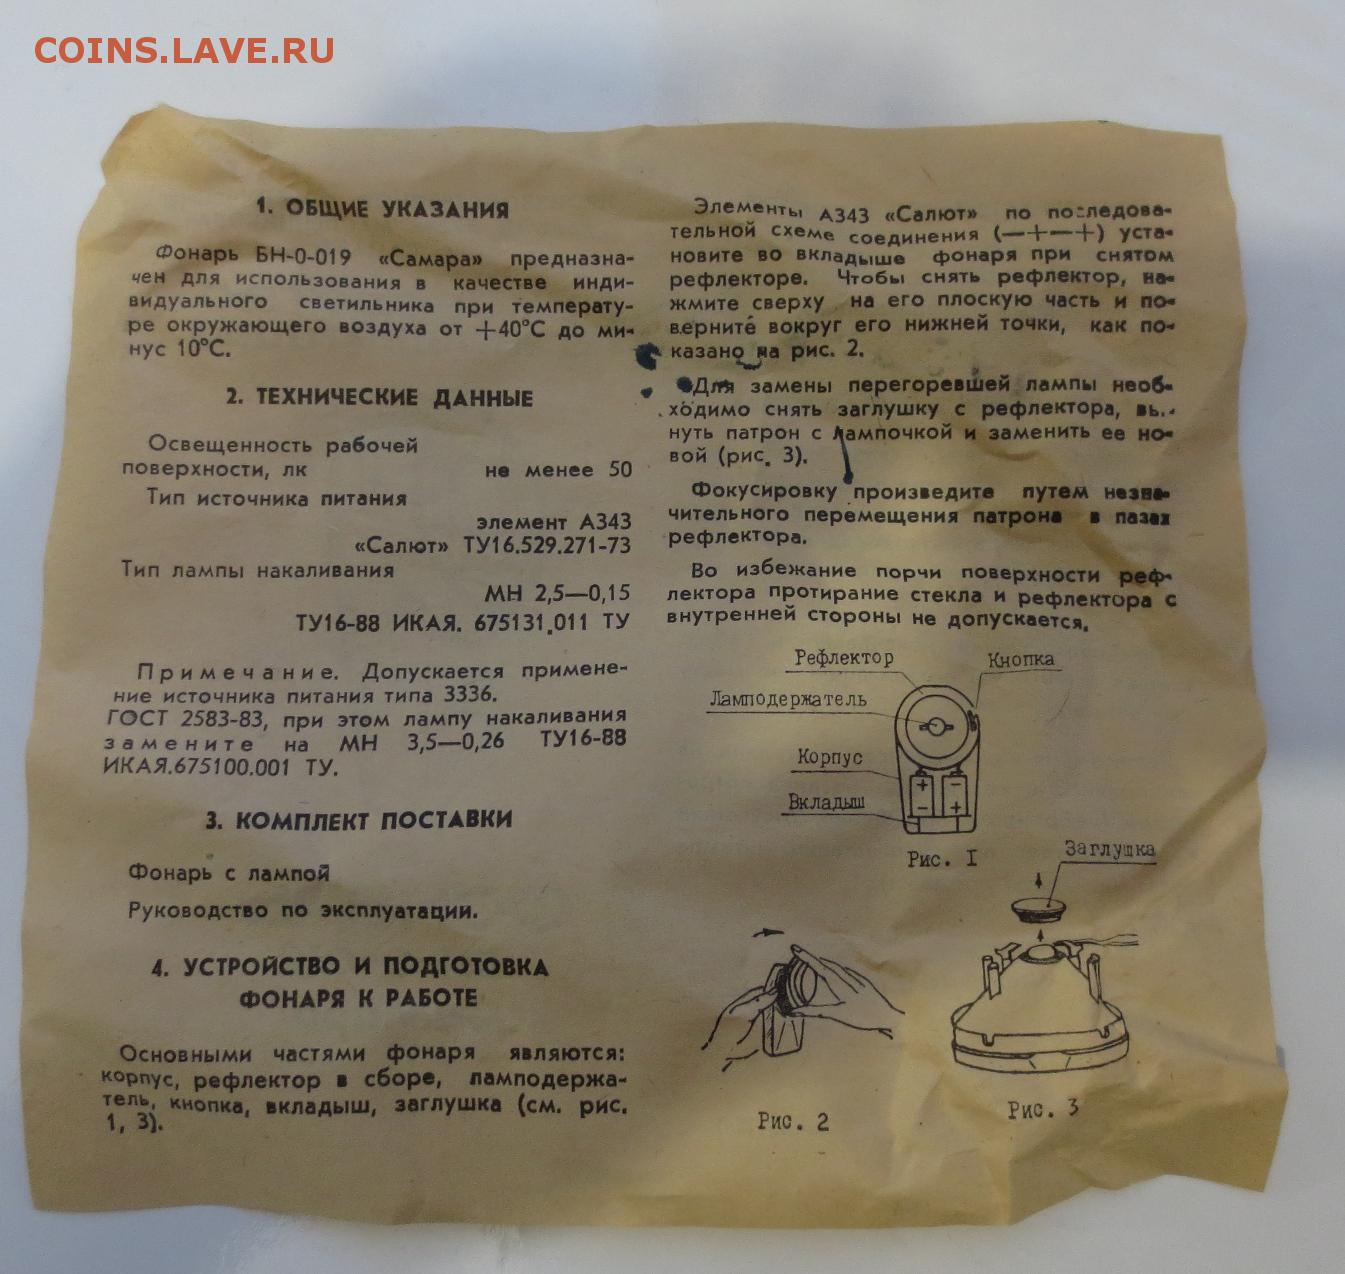 COINS.LAVE.RU
1. ОБЩИЕ УКАЗАНИЯ
Фонарь БН-0-019 «Самара» предназна-
чен для использования в качестве инди-
видуального светильника при температу-
ре окружающего воздуха от +40°С до ми-
нус 10°С.
2. ТЕХНИЧЕСКИЕ ДАННЫЕ
Освещенность рабочей
поверхности, лк не менее 50
Тип источника питания
элемент А343
«Салют» ТУ16.529.271-73
Тип лампы накаливания
МН 2,5—0,15
ТУ16-88 ИКАЯ. 675131.011 ТУ
Примечание. Допускается примене-
ние источника питания типа 3336.
ГОСТ 2583-83, при этом лампу накаливания
замените на МН 3,5—0,26 ТУ16-88
ИКАЯ.675100.001 ТУ.
3. КОМПЛЕКТ ПОСТАВКИ
Фонарь с лампой
Руководство по эксплуатации.
4. УСТРОЙСТВО И ПОДГОТОВКА
ФОНАРЯ К РАБОТЕ
Основными частями фонаря являются:
корпус, рефлектор в сборе, ламподержа-
тель, кнопка, вкладыш, заглушка (см. рис.
1, 3).
Элементы А343 «Салют» по последова-
тельной схеме соединения (—+—+) уста-
новите во вкладыше фонаря при снятом
рефлекторе. Чтобы снять рефлектор, на-
жмите сверху на его плоскую часть и по-
верните вокруг его нижней точки, как по-
казано на рис. 2.
Для замены перегоревшей лампы необ-
ходимо снять заглушку с рефлектора, вы-
нуть патрон с лампочкой и заменить ее но-
вой (рис. 3).
Фокусировку произведите путем незна-
чительного перемещения патрона в пазах
рефлектора.
Во избежание порчи поверхности реф-
лектора протирание стекла и рефлектора с
внутренней стороны не допускается.
Рефлектор
Кнопка
Ламподержатель
Корпус
Вкладыш
+ −
− +
Рис. 1
Заглушка
Рис. 2
Рис. 3